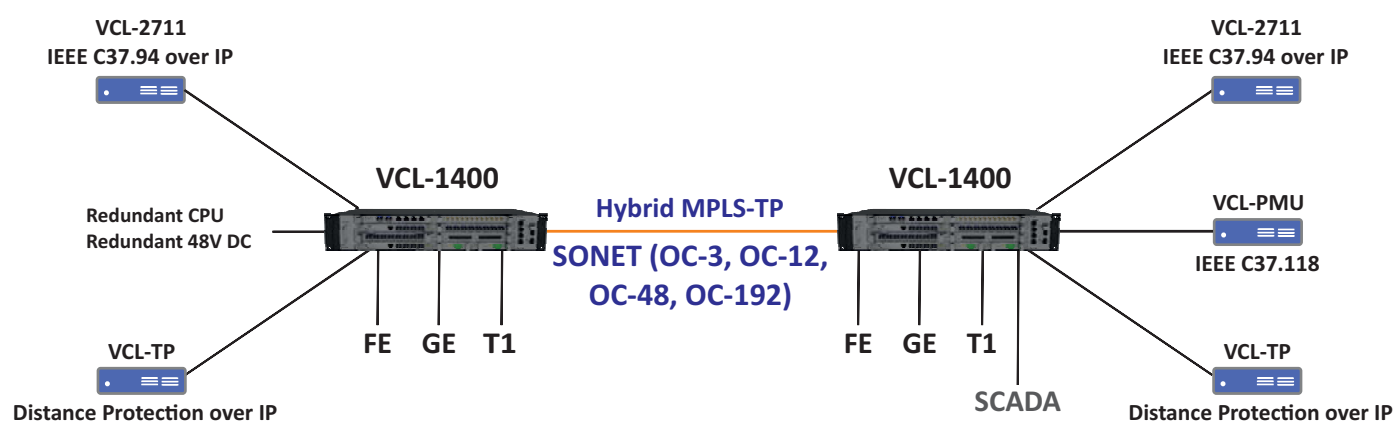 VCL-2711
IEEE C37.94 over IP
VCL-2711
IEEE C37.94 over IP
VCL-1400
VCL-1400
Redundant CPU
Redundant 48V DC
Hybrid MPLS-TP
SONET (OC-3, OC-12,
OC-48, OC-192)
VCL-PMU
IEEE C37.118
FE GE T1
FE GE T1
SCADA
VCL-TP
Distance Protection over IP
VCL-TP
Distance Protection over IP